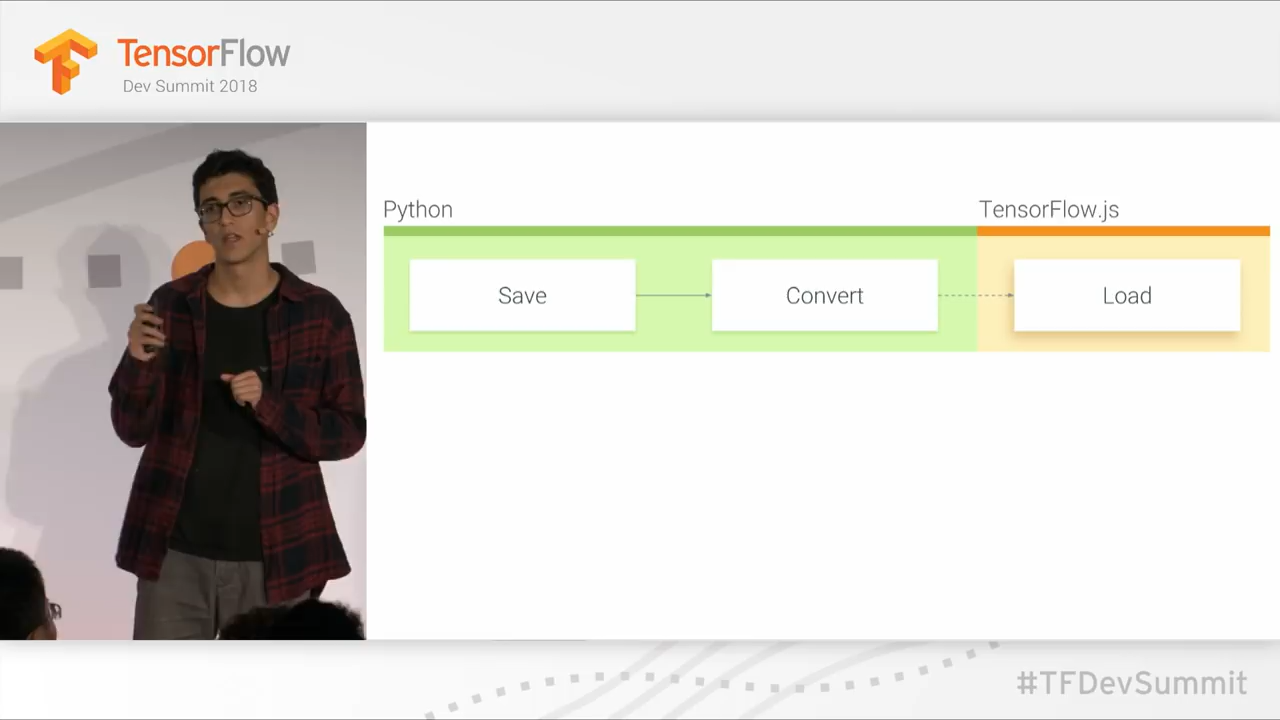 TensorFlow
Dev Summit 2018
Python
TensorFlow.js
Save
Convert
Load
#TFDevSummit